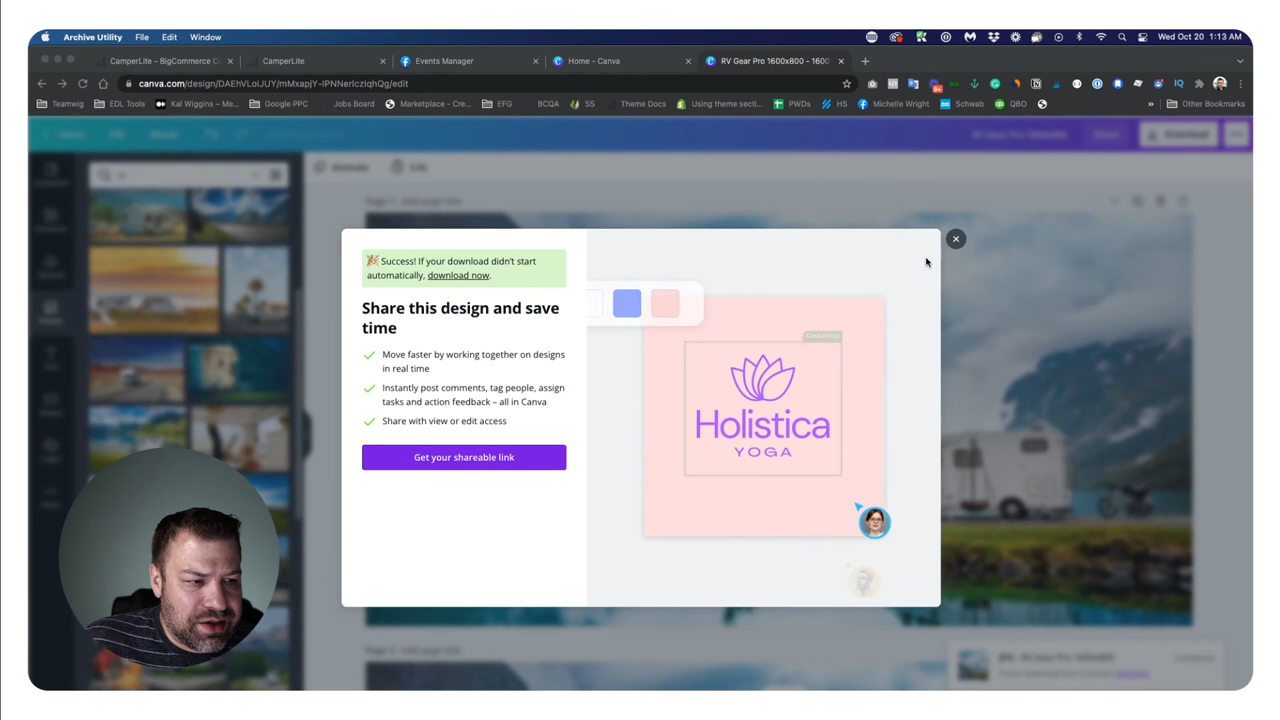 Archive Utility File Edit Window Wed Oct 20 1:13 AM
CamperLite - BigCommerce C CamperLite Events Manager Home - Canva RV Gear Pro 1600x800 - 160
canva.com/design/DAEhVLoIJUY/mMxapjY-IPNNerIczIqhQg/edit
Teamwig EDL Tools Kal Wiggins – Me... Google PPC Jobs Board Marketplace - Cre... EFG BCQA SS Theme Docs Using theme secti... PWDs HS Michelle Wright Schwab QBO » Other Bookmarks
Download
Animate
Success! If your download didn't start
automatically, download now.
Share this design and save
time
Move faster by working together on designs
in real time
Instantly post comments, tag people, assign
tasks and action feedback – all in Canva
Share with view or edit access
Get your shareable link
Holistica
YOGA